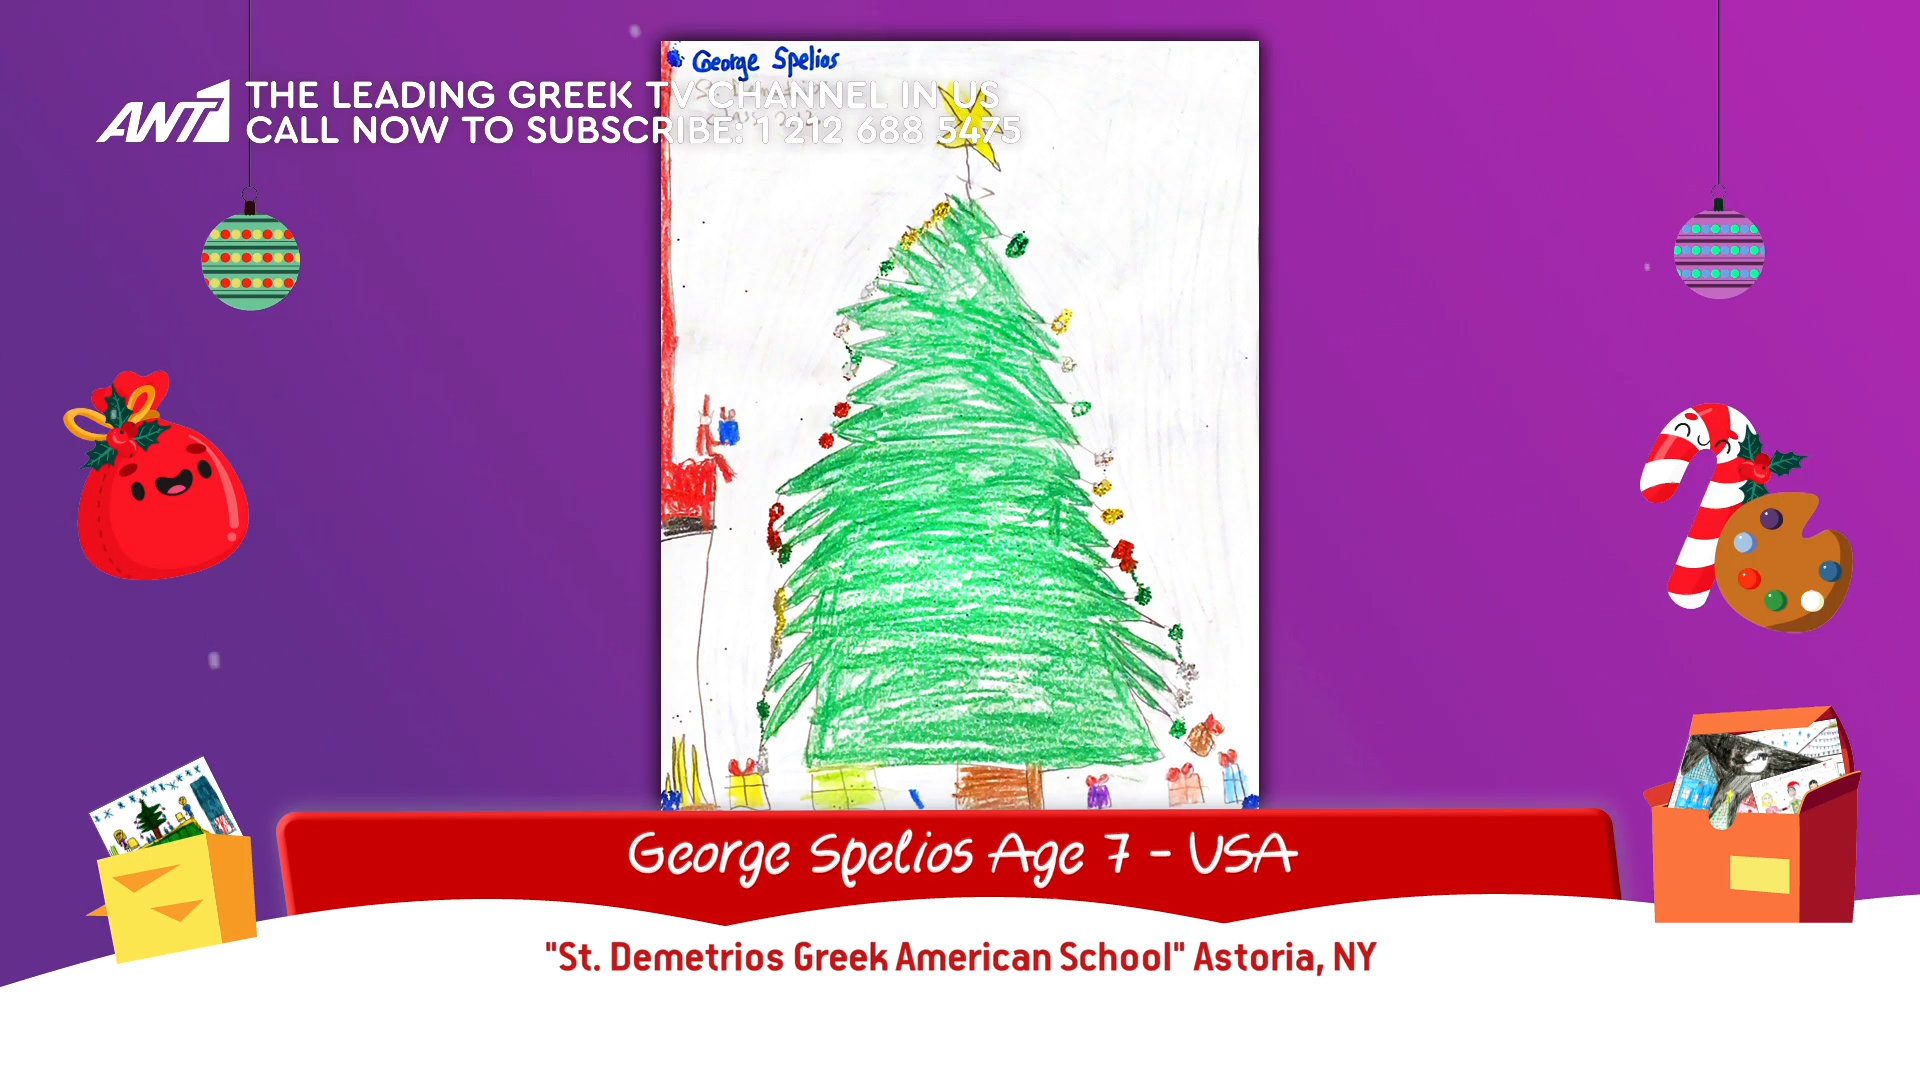 George Spelios
ANT1
THE LEADING GREEK TV CHANNEL IN US
CALL NOW TO SUBSCRIBE: 1 212 688 5475
George Spelios Age 7 - USA
"St. Demetrios Greek American School" Astoria, NY